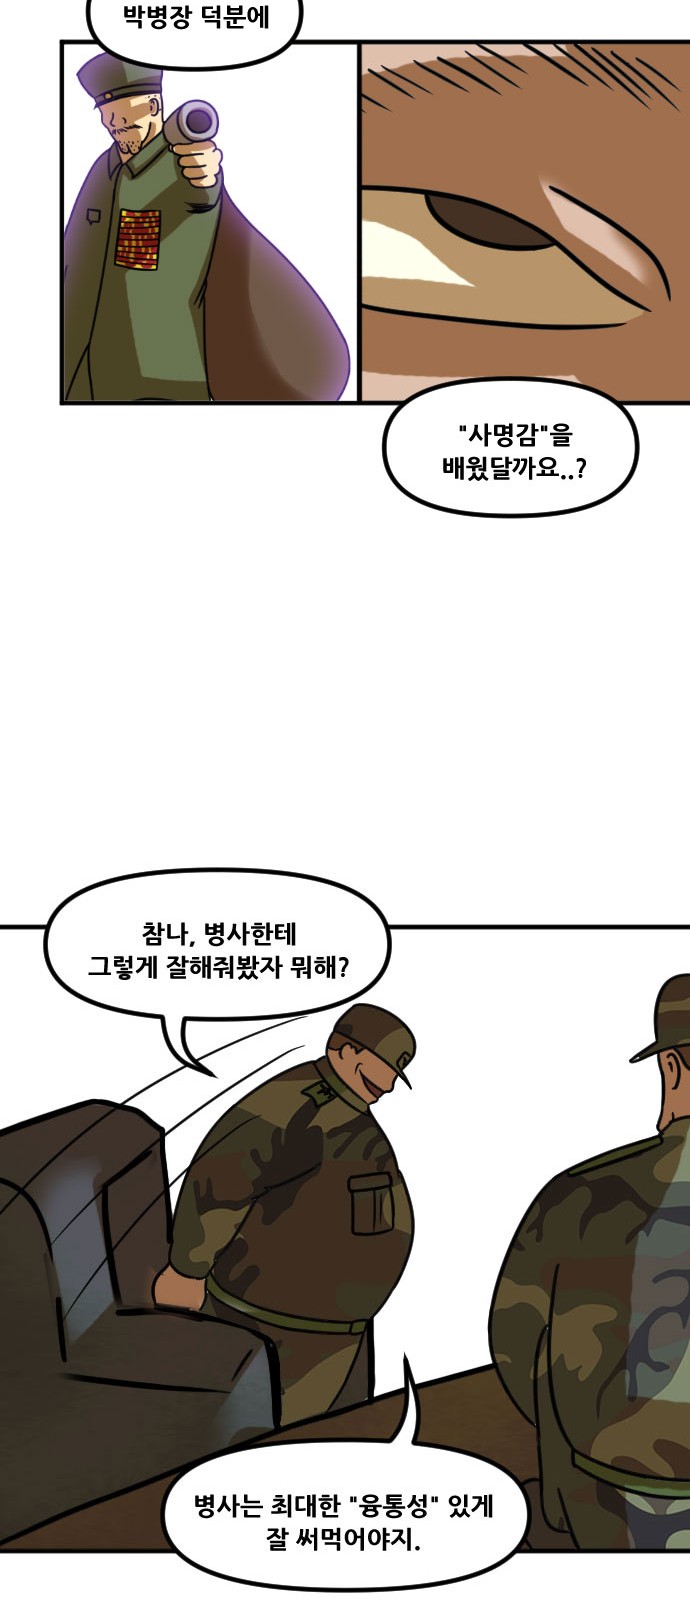 박병장 덕분에
"사명감"을
배웠달까요..?
참나, 병사한테
그렇게 잘해줘봤자 뭐해?
병사는 최대한 "융통성" 있게
잘 써먹어야지.